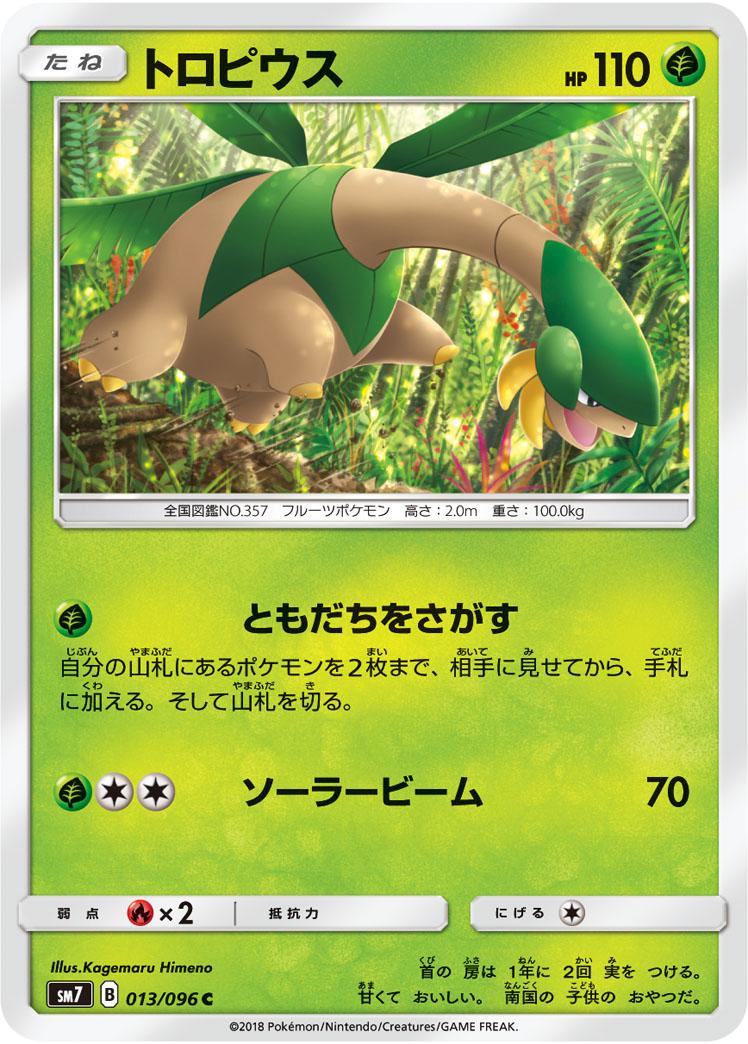 たね トロピウス HP 110
全国図鑑NO.357 フルーツポケモン 高さ：2.0m 重さ：100.0kg
ともだちをさがす
自分の山札にあるポケモンを2枚まで、相手に見せてから、手札
に加える。そして山札を切る。
ソーラービーム 70
弱点 ×2 抵抗力 にげる
Illus.Kagemaru Himeno
首の 房は 1年に 2回 実を つける。
甘くて おいしい。 南国の 子供の おやつだ。
SM7 B 013/096 C
©2018 Pokémon/Nintendo/Creatures/GAME FREAK.